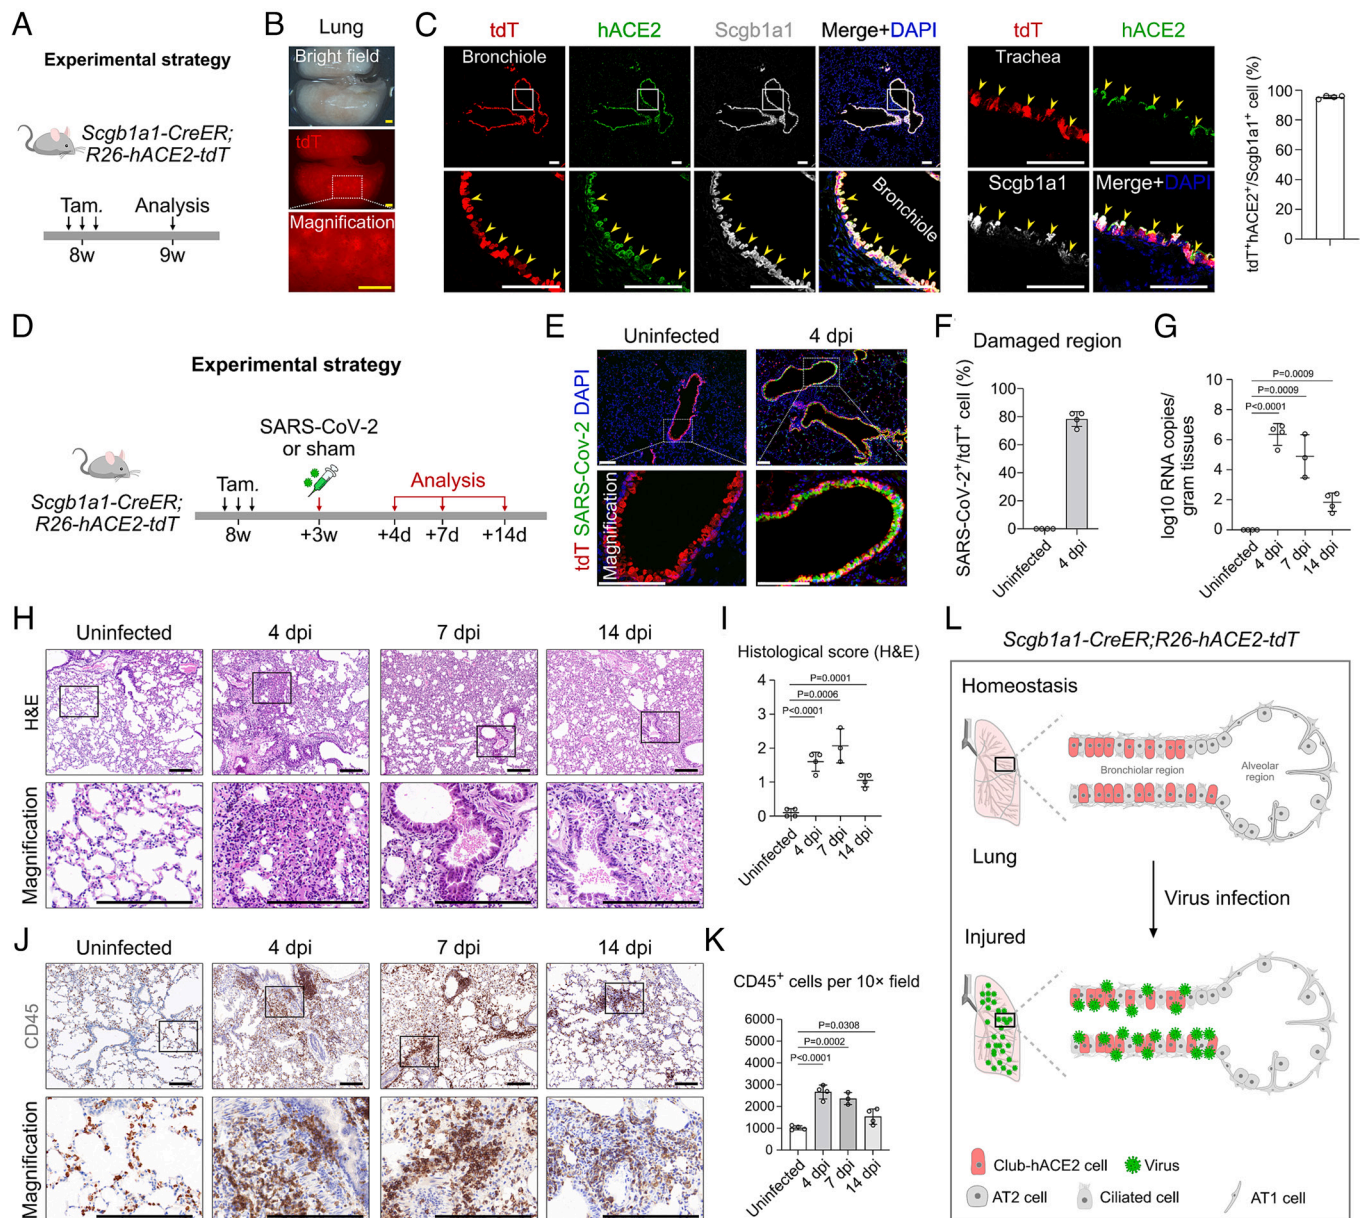 A
Experimental strategy
Scgb1a1-CreER;
R26-hACE2-tdT
Tam.
Analysis
8w
9w
B
Lung
Bright field
tdT
Magnification
C
tdT
hACE2
Scgb1a1
Merge+DAPI
Bronchiole
Bronchiole
tdT
hACE2
Trachea
Scgb1a1
Merge+DAPI
tdT+hACE2+/Scgb1a1+ cell (%)
100
80
60
40
20
0
D
Experimental strategy
SARS-CoV-2
or sham
Scgb1a1-CreER;
R26-hACE2-tdT
Tam.
Analysis
8w
+3w
+4d
+7d
+14d
E
Uninfected
4 dpi
tdT SARS-Cov-2 DAPI
Magnification
F
Damaged region
SARS-CoV-2+/tdT+ cell (%)
100
80
60
40
20
0
Uninfected
4 dpi
G
log10 RNA copies/
gram tissues
10
8
6
4
2
0
P=0.0009
P=0.0009
P<0.0001
Uninfected
4 dpi
7 dpi
14 dpi
H
Uninfected
4 dpi
7 dpi
14 dpi
H&E
Magnification
I
Histological score (H&E)
4
3
2
1
0
P=0.0001
P=0.0006
P<0.0001
Uninfected
4 dpi
7 dpi
14 dpi
J
Uninfected
4 dpi
7 dpi
14 dpi
CD45
Magnification
K
CD45+ cells per 10× field
6000
5000
4000
3000
2000
1000
0
P=0.0308
P=0.0002
P<0.0001
Uninfected
4 dpi
7 dpi
14 dpi
L
Scgb1a1-CreER;R26-hACE2-tdT
Homeostasis
Bronchiolar region
Alveolar
region
Lung
Virus infection
Injured
Club-hACE2 cell
Virus
AT2 cell
Ciliated cell
AT1 cell